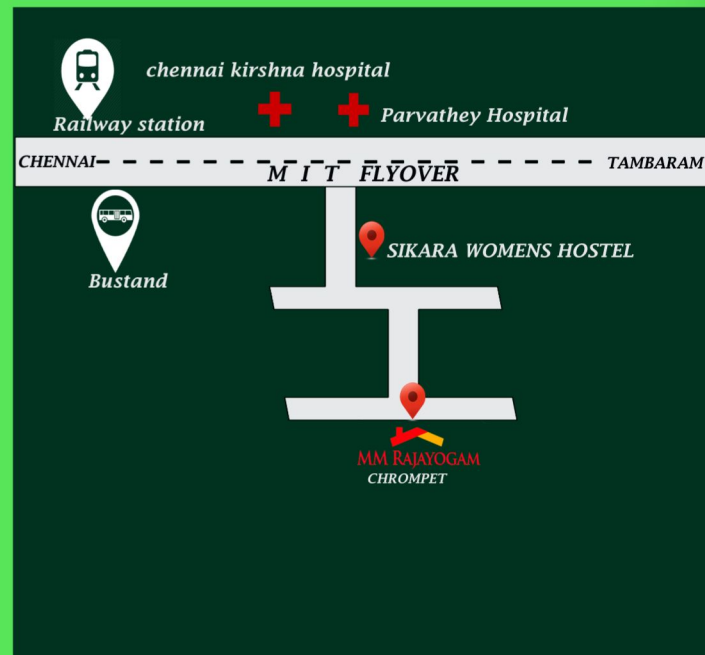 chennai kirshna hospital
Parvathey Hospital
Railway station
CHENNAI
TAMBARAM
M I T FLYOVER
SIKARA WOMENS HOSTEL
Bustand
MM RAJAYOGAM
CHROMPET